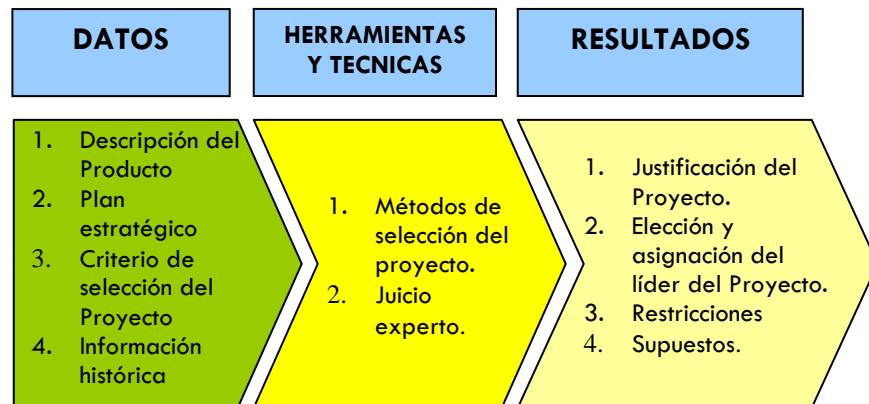 DATOS
1. Descripción del
Producto
2. Plan
estratégico
3. Criterio de
selección del
Proyecto
4. Información
histórica
HERRAMIENTAS
Y TECNICAS
1. Métodos de
selección del
proyecto.
2. Juicio
experto.
RESULTADOS
1. Justificación del
Proyecto.
2. Elección y
asignación del
líder del Proyecto.
3. Restricciones
4. Supuestos.